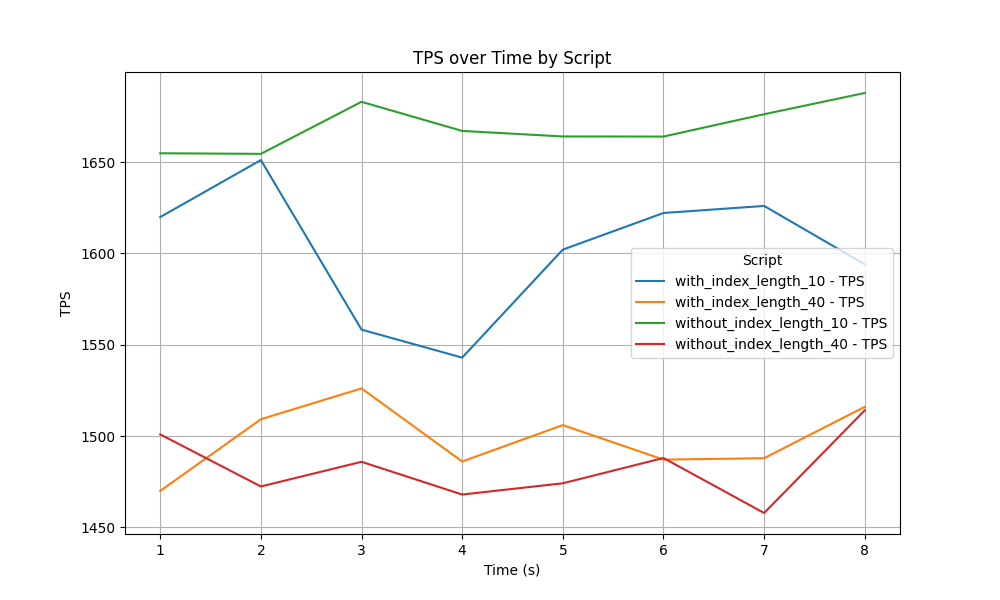 TPS over Time by Script
TPS
1650
1600
1550
1500
1450
Script
with_index_length_10 - TPS
with_index_length_40 - TPS
without_index_length_10 - TPS
without_index_length_40 - TPS
1 2 3 4 5 6 7 8
Time (s)